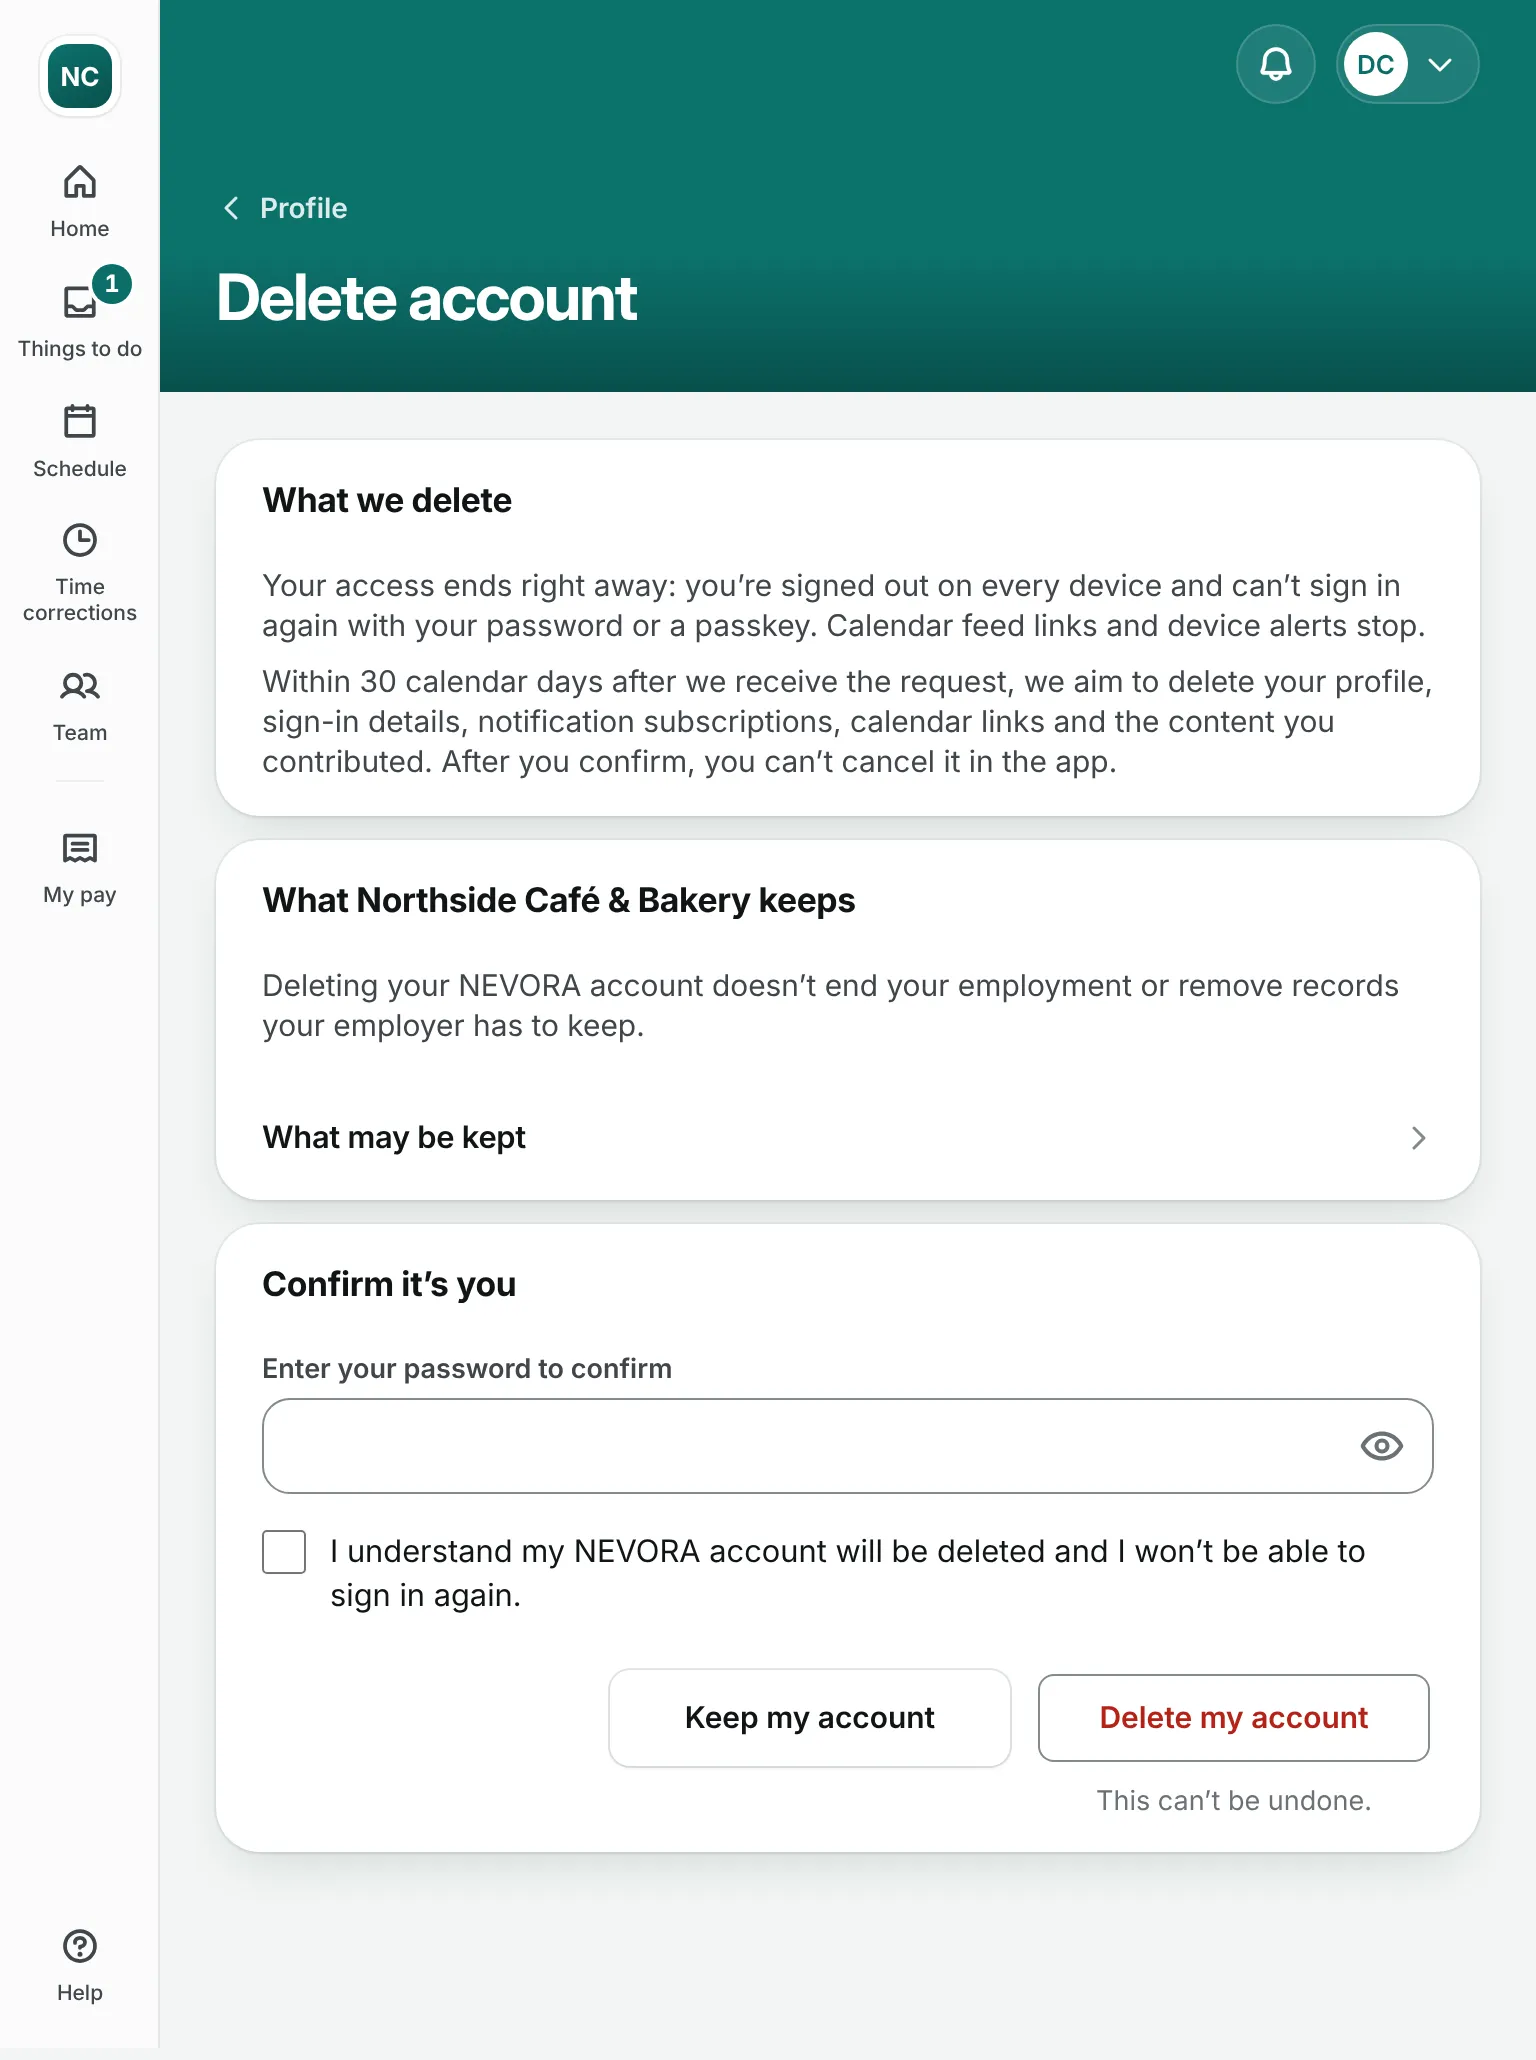 NC
Home
1
Things to do
Schedule
Time
corrections
Team
My pay
Help
DC
Profile
Delete account
What we delete
Your access ends right away: you’re signed out on every device and can’t sign in
again with your password or a passkey. Calendar feed links and device alerts stop.
Within 30 calendar days after we receive the request, we aim to delete your profile,
sign-in details, notification subscriptions, calendar links and the content you
contributed. After you confirm, you can’t cancel it in the app.
What Northside Café & Bakery keeps
Deleting your NEVORA account doesn’t end your employment or remove records
your employer has to keep.
What may be kept
Confirm it’s you
Enter your password to confirm
I understand my NEVORA account will be deleted and I won’t be able to
sign in again.
Keep my account
Delete my account
This can’t be undone.